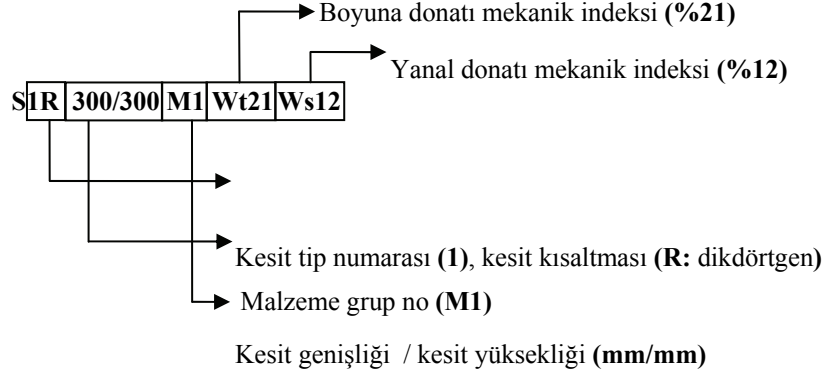 Boyuna donatı mekanik indeksi (%21)
Yanal donatı mekanik indeksi (%12)
S1R 300/300 M1 Wt21 Ws12
Kesit tip numarası (1), kesit kısaltması (R: dikdörtgen)
Malzeme grup no (M1)
Kesit genişliği / kesit yüksekliği (mm/mm)